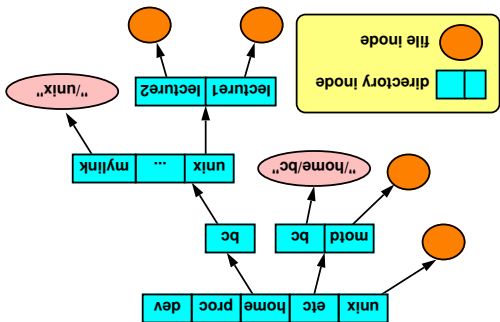 unix etc home proc dev
motd bc
bc
"/home/bc"
unix ... mylink
lecture1 lecture2
"/unix"
directory inode
file inode